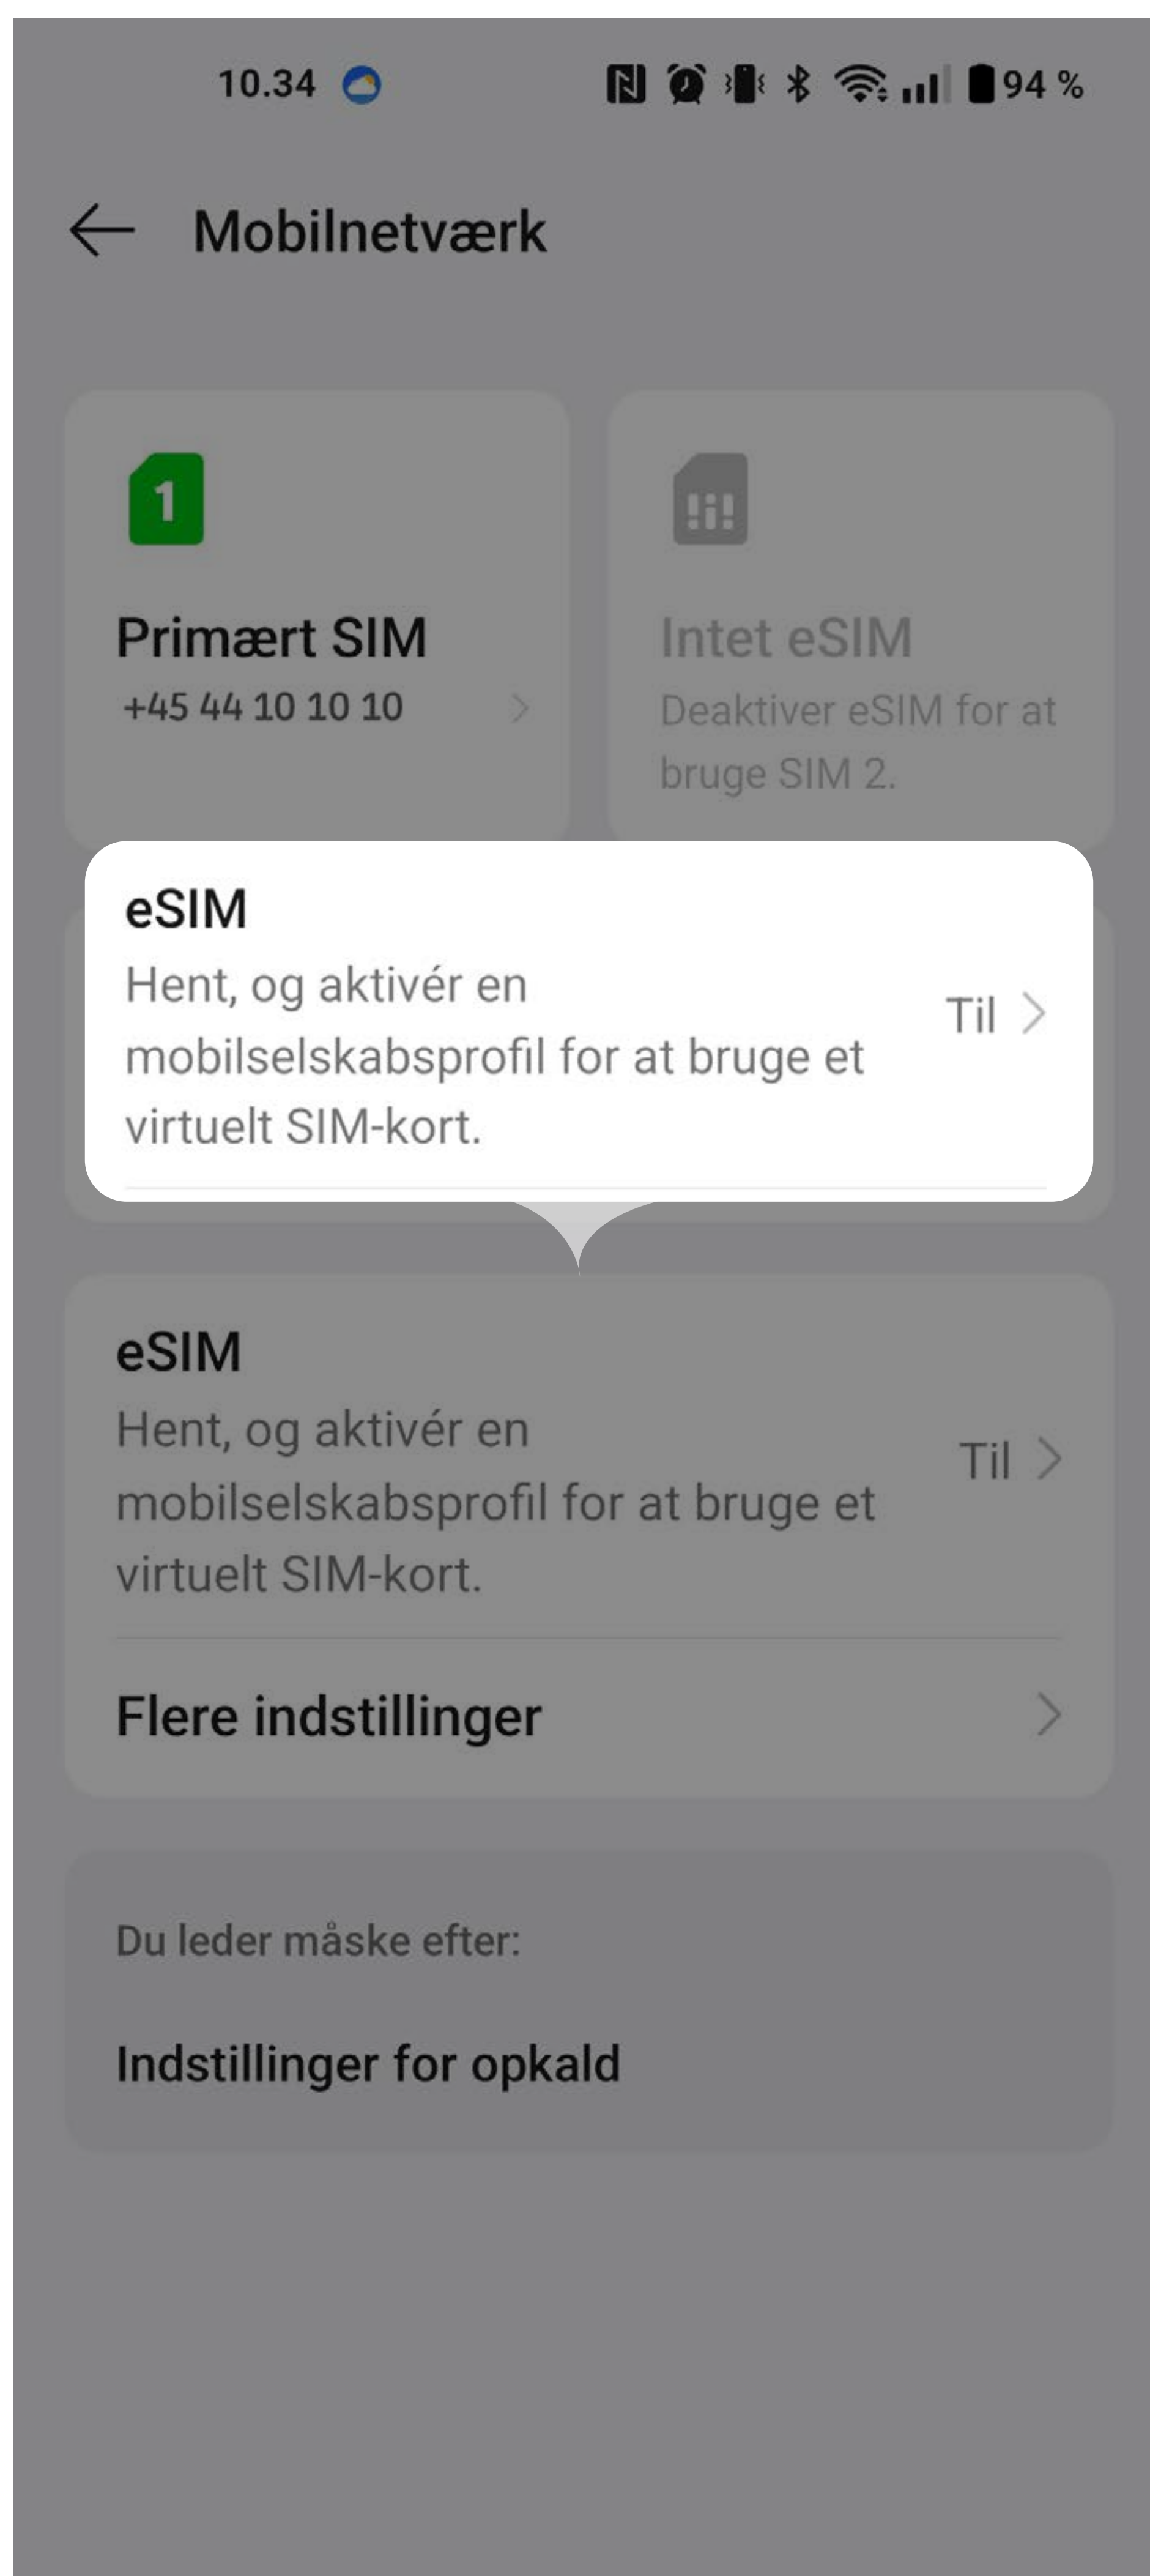 10.34
94 %
Mobilnetværk
1
Primært SIM
+45 44 10 10 10
Intet eSIM
Deaktiver eSIM for at
bruge SIM 2.
eSIM
Hent, og aktivér en
mobilselskabsprofil for at bruge et
virtuelt SIM-kort.
Til
eSIM
Hent, og aktivér en
mobilselskabsprofil for at bruge et
virtuelt SIM-kort.
Til
Flere indstillinger
Du leder måske efter:
Indstillinger for opkald